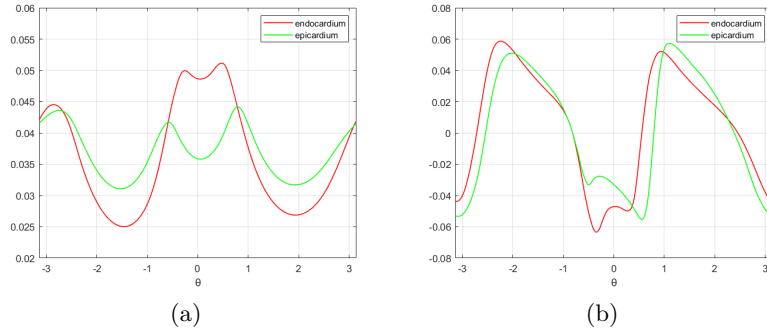 0.06
0.055
0.05
0.045
0.04
0.035
0.03
0.025
0.02
-3 -2 -1 0 1 2 3
θ
endocardium
epicardium
(a)
0.08
0.06
0.04
0.02
0
-0.02
-0.04
-0.06
-0.08
-3 -2 -1 0 1 2 3
θ
endocardium
epicardium
(b)